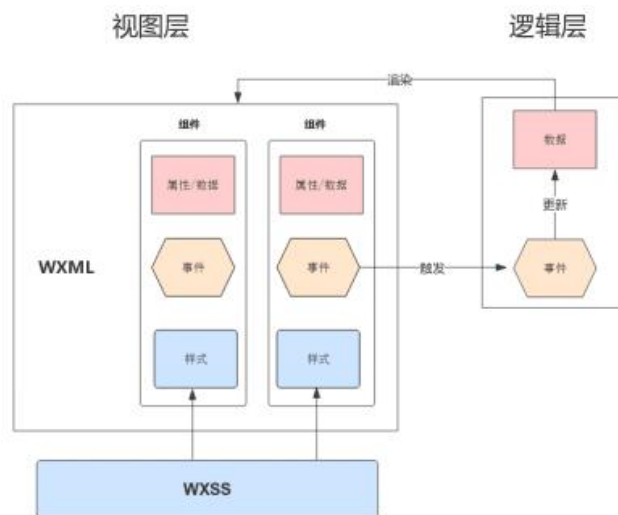 视图层
逻辑层
渲染
组件
组件
数据
属性/数据
属性/数据
更新
WXML
事件
事件
触发
事件
样式
样式
WXSS